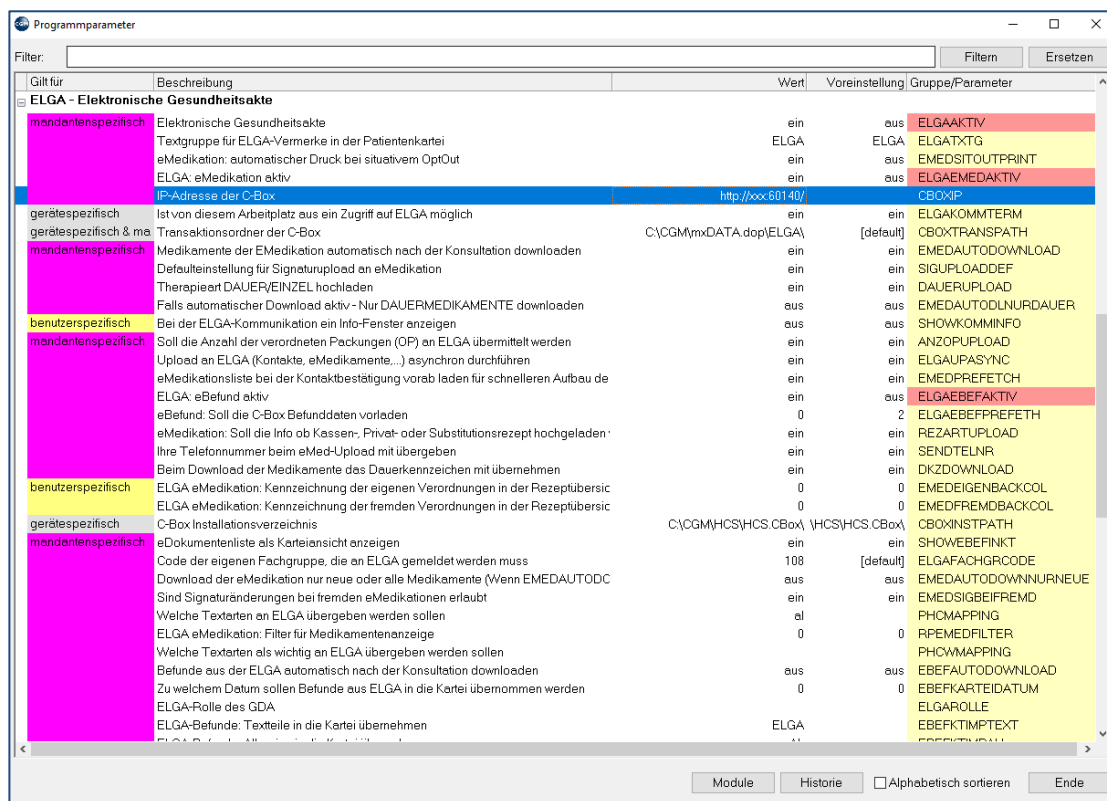 CGM Programmparameter
Filter: Filtern Ersetzen
Gilt für Beschreibung Wert Voreinstellung Gruppe/Parameter
ELGA - Elektronische Gesundheitsakte
mandantenspezifisch Elektronische Gesundheitsakte ein aus ELGAAKTIV
Textgruppe für ELGA-Vermerke in der Patientenkartei ELGA ELGA ELGATXTG
eMedikation: automatischer Druck bei situativem OptOut ein aus EMEDSITOUTPRINT
ELGA: eMedikation aktiv ein aus ELGAEMEDAKTIV
IP-Adresse der C-Box http://xxx:60140/ CBOXIP
gerätespezifisch Ist von diesem Arbeitplatz aus ein Zugriff auf ELGA möglich ein ein ELGAKOMMTERM
gerätespezifisch & ma Transaktionsordner der C-Box C:\CGM\mxDATA.dop\ELGA\ [default] CBOXTRANSPATH
mandantenspezifisch Medikamente der EMedikation automatisch nach der Konsultation downloaden ein ein EMEDAUTODOWNLOAD
Defaulteinstellung für Signaturupload an eMedikation ein ein SIGUPLOADDEF
Therapieart DAUER/EINZEL hochladen ein ein DAUERUPLOAD
Falls automatischer Download aktiv - Nur DAUERMEDIKAMENTE downloaden aus aus EMEDAUTODLNURDAUER
benutzerspezifisch Bei der ELGA-Kommunikation ein Info-Fenster anzeigen aus aus SHOWKOMMINFO
mandantenspezifisch Soll die Anzahl der verordneten Packungen (OP) an ELGA übermittelt werden ein ein ANZOPUPLOAD
Upload an ELGA (Kontakte, eMedikamente,...) asynchron durchführen ein ein ELGAUPASYNC
eMedikationsliste bei der Kontaktbestätigung vorab laden für schnelleren Aufbau de ein ein EMEDPREFETCH
ELGA: eBefund aktiv ein aus ELGAEBEFAKTIV
eBefund: Soll die C-Box Befunddaten vorladen 0 2 ELGAEBEFPREFETH
eMedikation: Soll die Info ob Kassen-, Privat- oder Substitutionsrezept hochgeladen ein ein REZARTUPLOAD
Ihre Telefonnummer beim eMed-Upload mit übergeben ein ein SENDTELNR
Beim Download der Medikamente das Dauerkennzeichen mit übernehmen ein ein DKZDOWNLOAD
benutzerspezifisch ELGA eMedikation: Kennzeichnung der eigenen Verordnungen in der Rezeptübersic 0 0 EMEDEIGENBACKCOL
ELGA eMedikation: Kennzeichnung der fremden Verordnungen in der Rezeptübersic 0 0 EMEDFREMDBACKCOL
gerätespezifisch C-Box Installationsverzeichnis C:\CGM\HCS\HCS.CBox\ \HCS\HCS.CBox\ CBOXINSTPATH
mandantenspezifisch eDokumentenliste als Karteiansicht anzeigen ein ein SHOWEBEFINKT
Code der eigenen Fachgruppe, die an ELGA gemeldet werden muss 108 [default] ELGAFACHGRCODE
Download der eMedikation nur neue oder alle Medikamente (Wenn EMEDAUTODO aus aus EMEDAUTODOWNNURNEUE
Sind Signaturänderungen bei fremden eMedikationen erlaubt ein ein EMEDSIGBEIFREMD
Welche Textarten an ELGA übergeben werden sollen al PHCMAPPING
ELGA eMedikation: Filter für Medikamentenanzeige 0 0 RPEMEDFILTER
Welche Textarten als wichtig an ELGA übergeben werden sollen PHCWMAPPING
Befunde aus der ELGA automatisch nach der Konsultation downloaden aus aus EBEFAUTODOWNLOAD
Zu welchem Datum sollen Befunde aus ELGA in die Kartei übernommen werden 0 0 EBEFKARTEIDATUM
ELGA-Rolle des GDA ELGAROLLE
ELGA-Befunde: Textteile in die Kartei übernehmen ELGA EBEFKTIMPTEXT
Module Historie Alphabetisch sortieren Ende